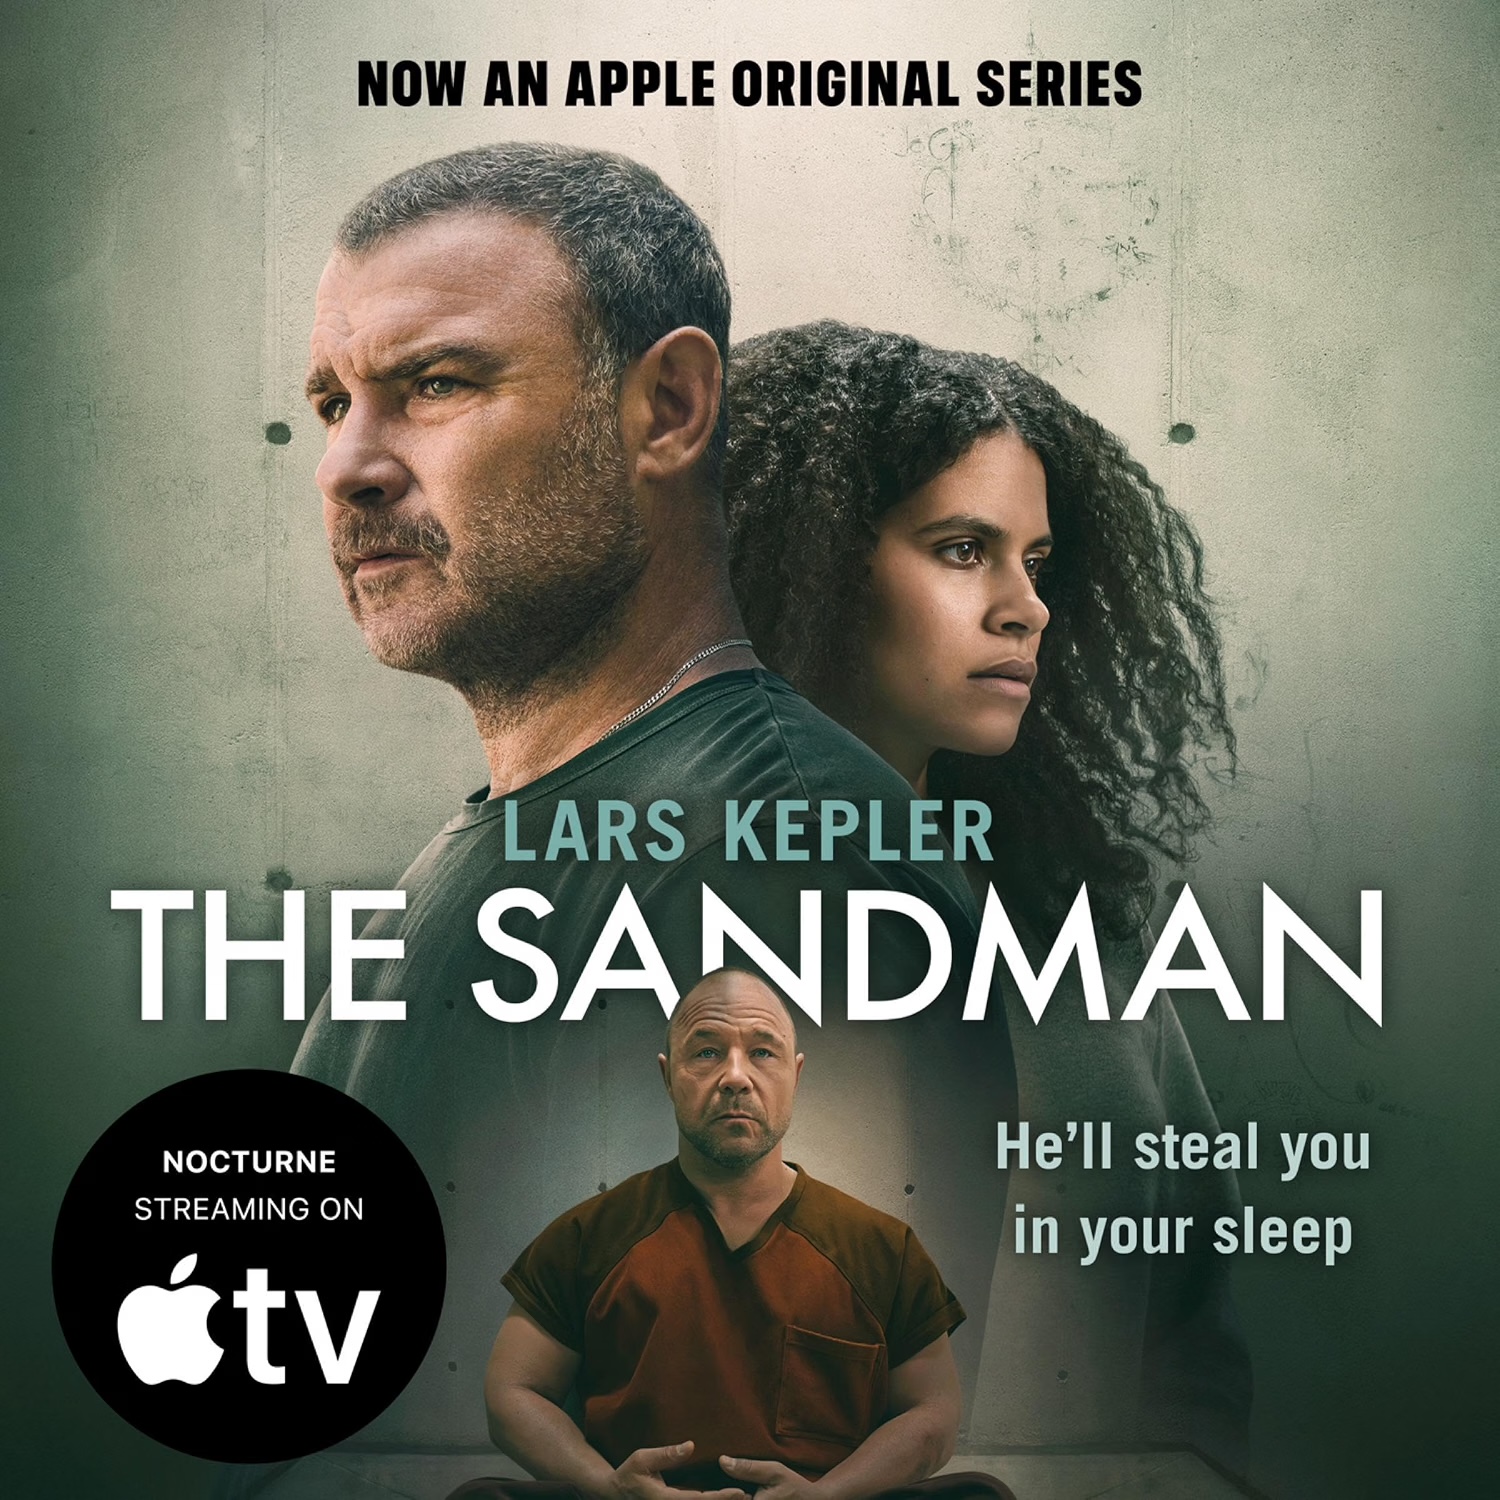 NOW AN APPLE ORIGINAL SERIES
LARS KEPLER
THE SANDMAN
He'll steal you
in your sleep
NOCTURNE
STREAMING ON
tv